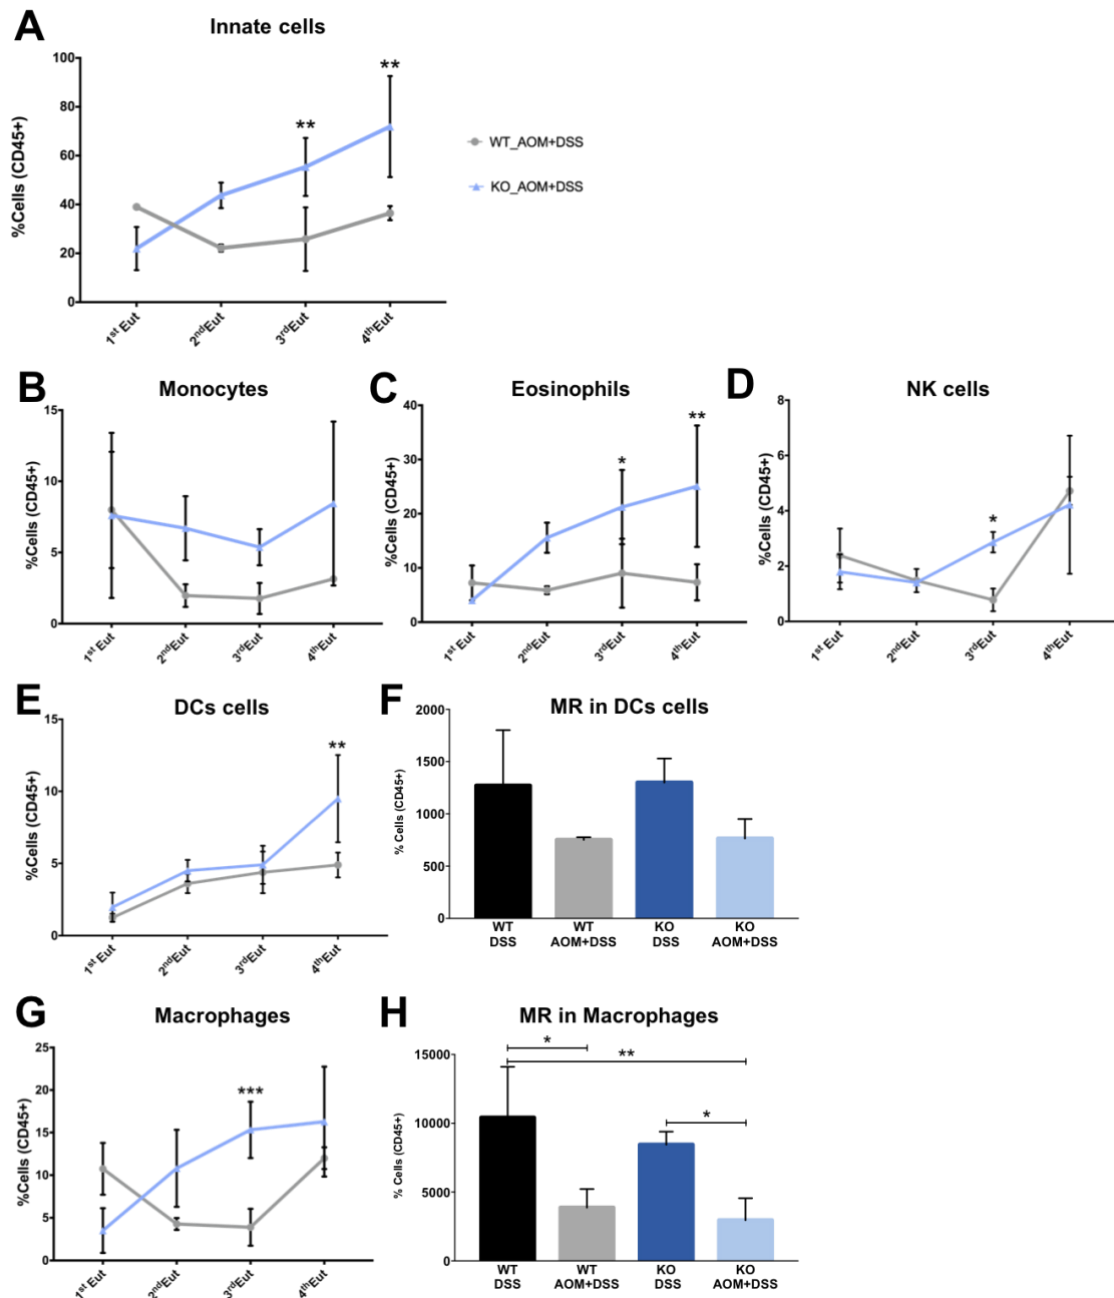 A
Innate cells
%Cells (CD45+)
100
80
60
40
20
0
**
**
1st Eut
2ndEut
3rdEut
4thEut
WT_AOM+DSS
KO_AOM+DSS
B
Monocytes
%Cells (CD45+)
15
10
5
0
1st Eut
2ndEut
3rdEut
4thEut
C
Eosinophils
%Cells (CD45+)
40
30
20
10
0
*
**
1st Eut
2ndEut
3rdEut
4thEut
D
NK cells
%Cells (CD45+)
8
6
4
2
0
*
1st Eut
2ndEut
3rdEut
4thEut
E
DCs cells
%Cells (CD45+)
15
10
5
0
**
1st Eut
2ndEut
3rdEut
4thEut
F
MR in DCs cells
% Cells (CD45+)
2000
1500
1000
500
0
WT
DSS
WT
AOM+DSS
KO
DSS
KO
AOM+DSS
G
Macrophages
%Cells (CD45+)
25
20
15
10
5
0
***
1st Eut
2ndEut
3rdEut
4thEut
H
MR in Macrophages
% Cells (CD45+)
15000
10000
5000
0
*
**
*
WT
DSS
WT
AOM+DSS
KO
DSS
KO
AOM+DSS